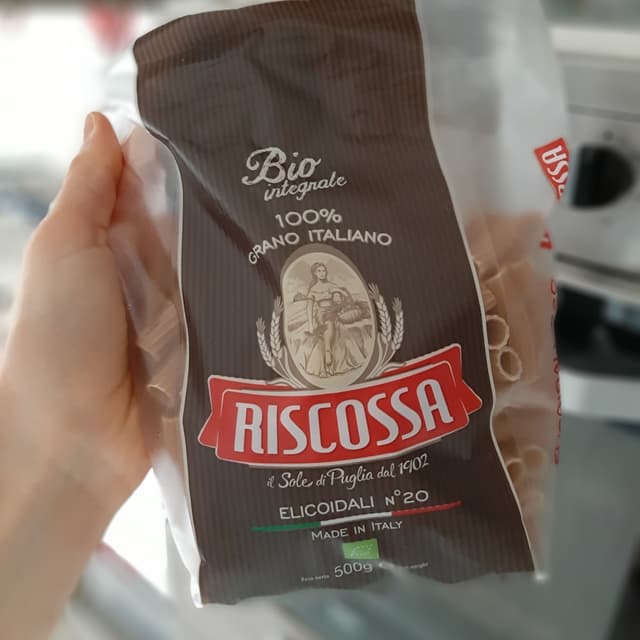 Bio
integrale
100%
GRANO ITALIANO
RISCOSSA
il Sole di Puglia dal 1902
ELICOIDALI N°20
MADE IN ITALY
500g